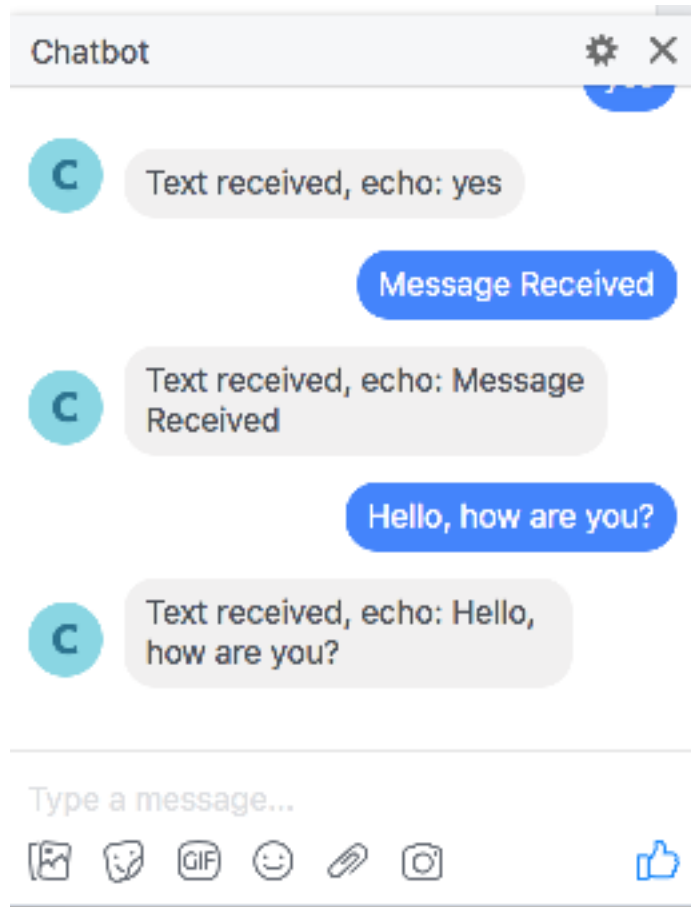 Chatbot
yes
C
Text received, echo: yes
Message Received
C
Text received, echo: Message
Received
Hello, how are you?
C
Text received, echo: Hello,
how are you?
Type a message...
GIF